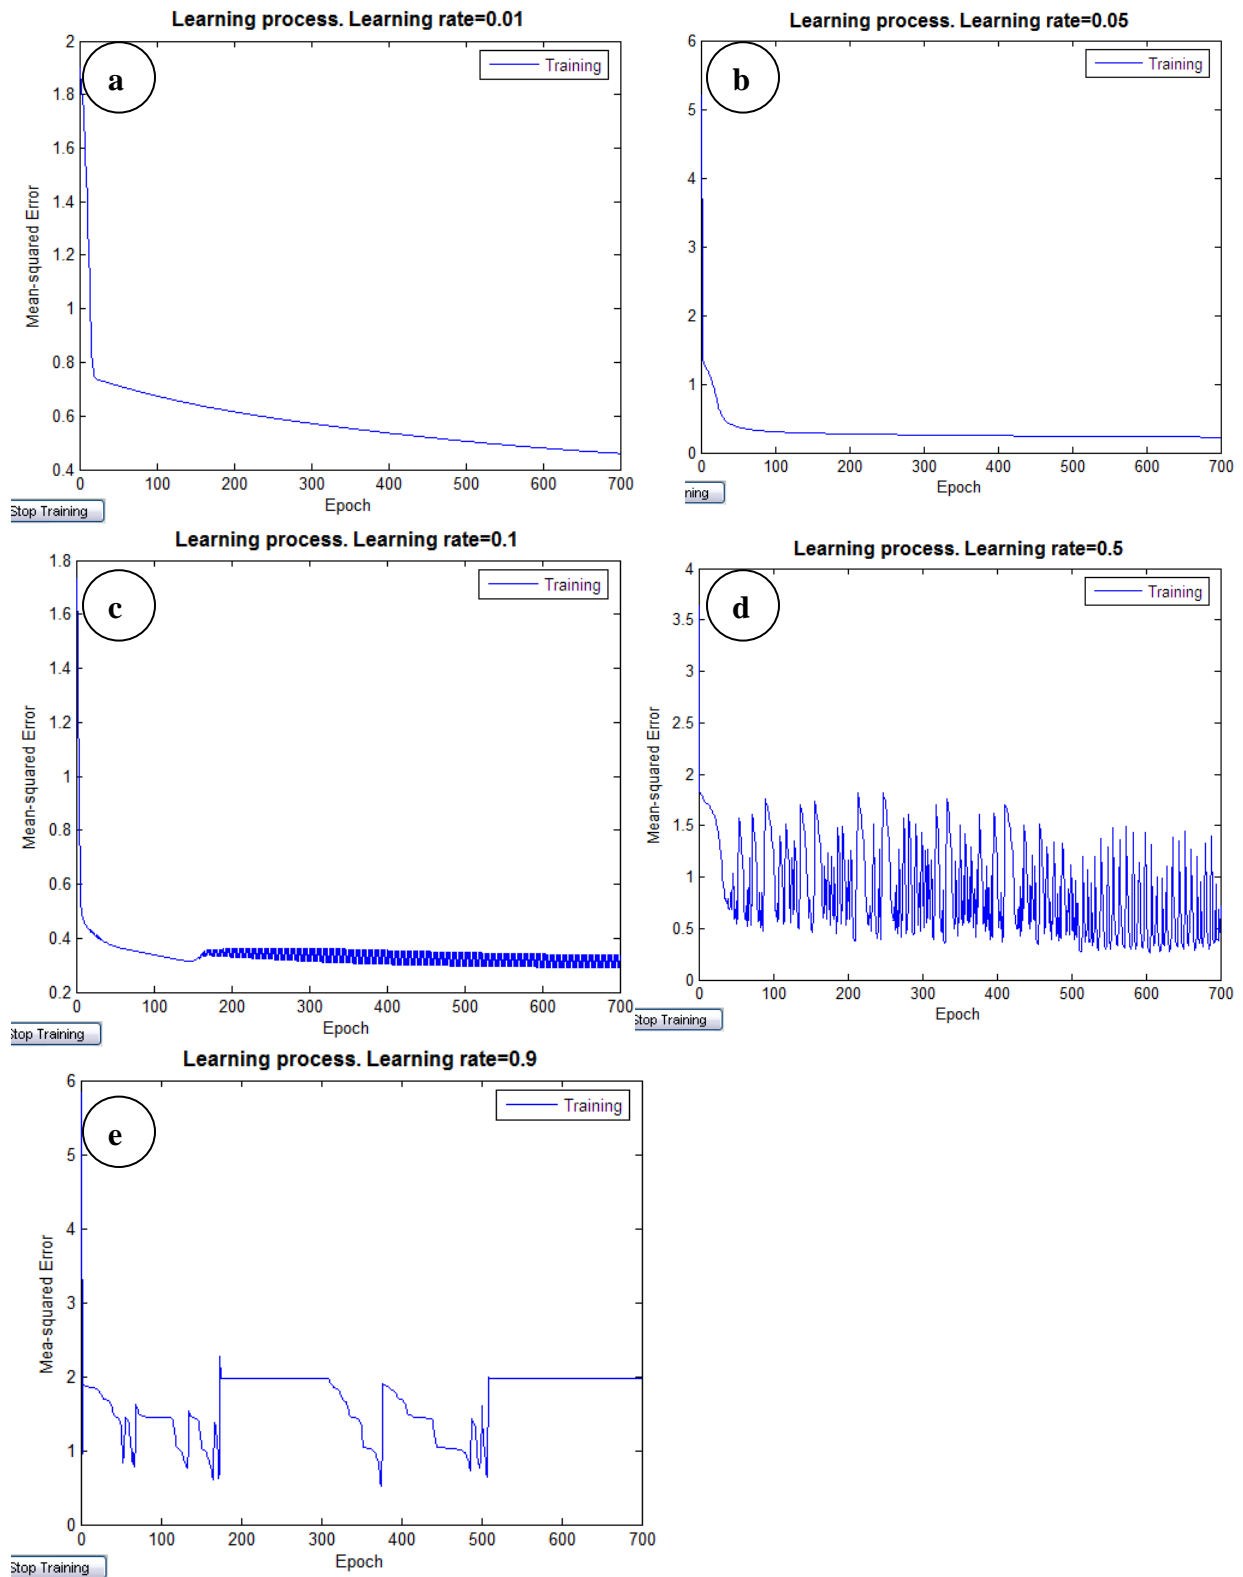 Learning process. Learning rate=0.01
2
1.8
1.6
1.4
1.2
1
0.8
0.6
0.4
a
Training
Mean-squared Error
0 100 200 300 400 500 600 700
Epoch
Stop Training
Learning process. Learning rate=0.05
6
5
4
3
2
1
0
b
Training
Mean-squared Error
0 100 200 300 400 500 600 700
Epoch
ning
Learning process. Learning rate=0.1
1.8
1.6
1.4
1.2
1
0.8
0.6
0.4
0.2
c
Training
Mean-squared Error
0 100 200 300 400 500 600 700
Epoch
Stop Training
Learning process. Learning rate=0.5
4
3.5
3
2.5
2
1.5
1
0.5
0
d
Training
Mean-squared Error
0 100 200 300 400 500 600 700
Epoch
Stop Training
Learning process. Learning rate=0.9
6
5
4
3
2
1
0
e
Training
Mea-squared Error
0 100 200 300 400 500 600 700
Epoch
Stop Training